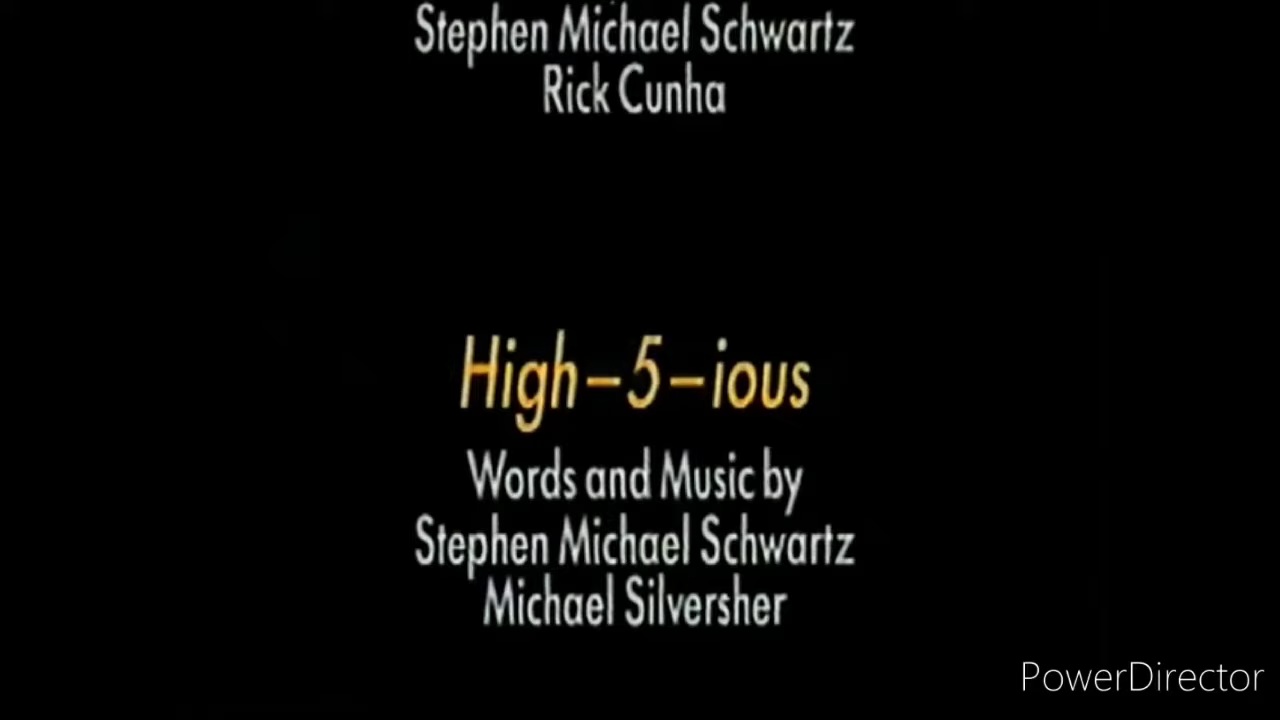 Stephen Michael Schwartz
Rick Cunha
High–5–ious
Words and Music by
Stephen Michael Schwartz
Michael Silversher
PowerDirector